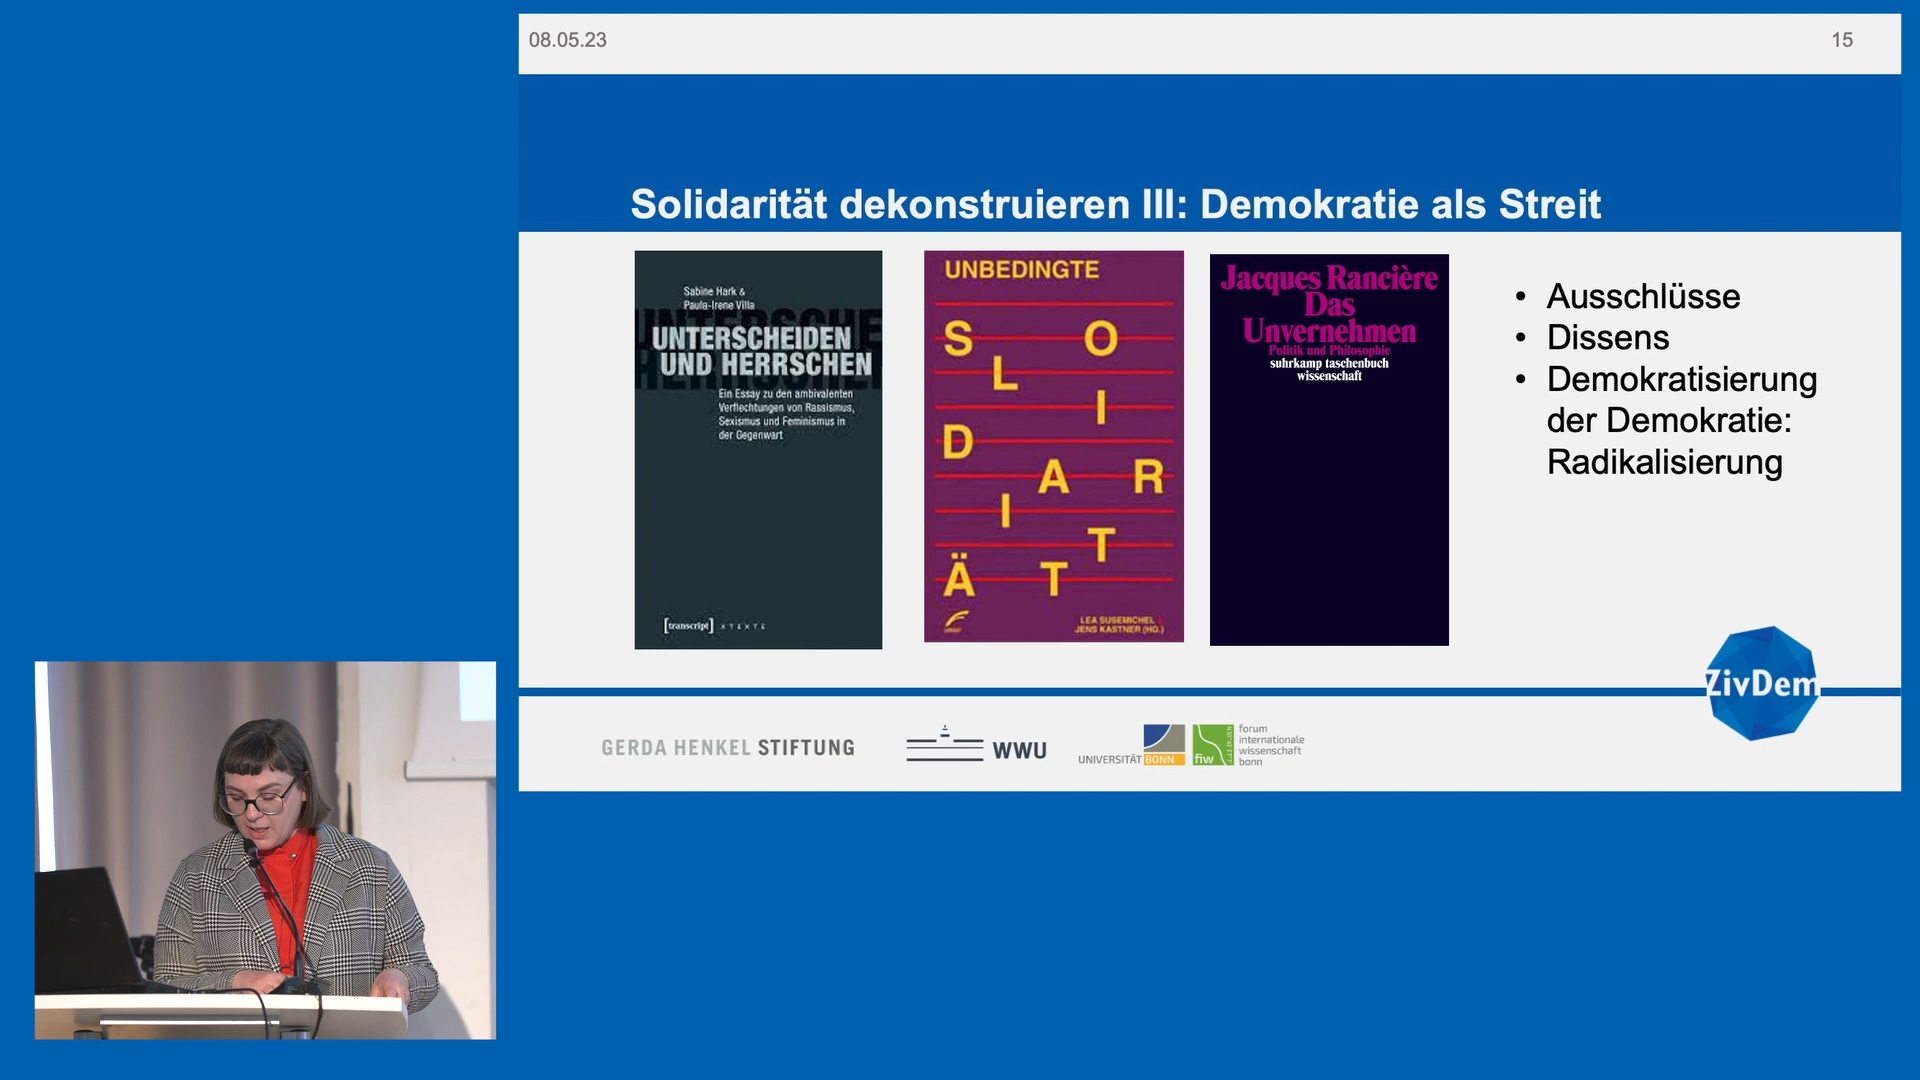 08.05.23
15
Solidarität dekonstruieren III: Demokratie als Streit
Sabine Hark &
Paula-Irene Villa
UNTERSCHEIDEN
UND HERRSCHEN
Ein Essay zu den ambivalenten
Verflechtungen von Rassismus,
Sexismus und Feminismus in
der Gegenwart
[transcript] XTEXTE
UNBEDINGTE
S O
L
I
D
A R
I
T
Ä T
UNRAST
LEA SUSEMICHEL
JENS KASTNER (HG.)
Jacques Rancière
Das
Unvernehmen
Politik und Philosophie
suhrkamp taschenbuch
wissenschaft
• Ausschlüsse
• Dissens
• Demokratisierung
der Demokratie:
Radikalisierung
ZivDem
GERDA HENKEL STIFTUNG
WWU
UNIVERSITÄT BONN
fiw
forum
internationale
wissenschaft
bonn